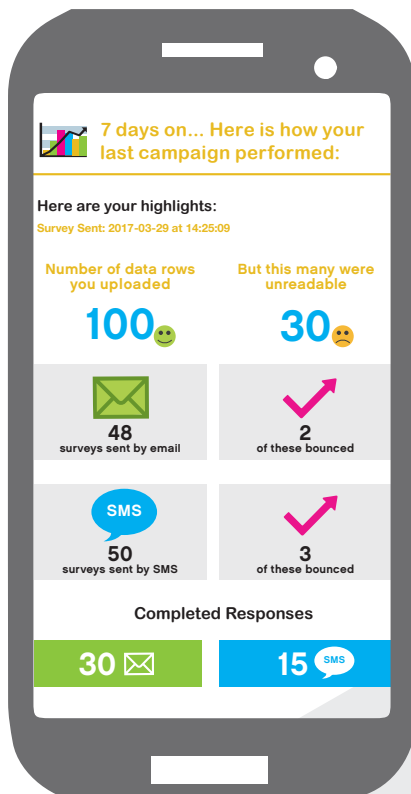 7 days on... Here is how your
last campaign performed:
Here are your highlights:
Survey Sent: 2017-03-29 at 14:25:09
Number of data rows
you uploaded
But this many were
unreadable
100
30
48
surveys sent by email
2
of these bounced
SMS
50
surveys sent by SMS
3
of these bounced
Completed Responses
30
15 SMS